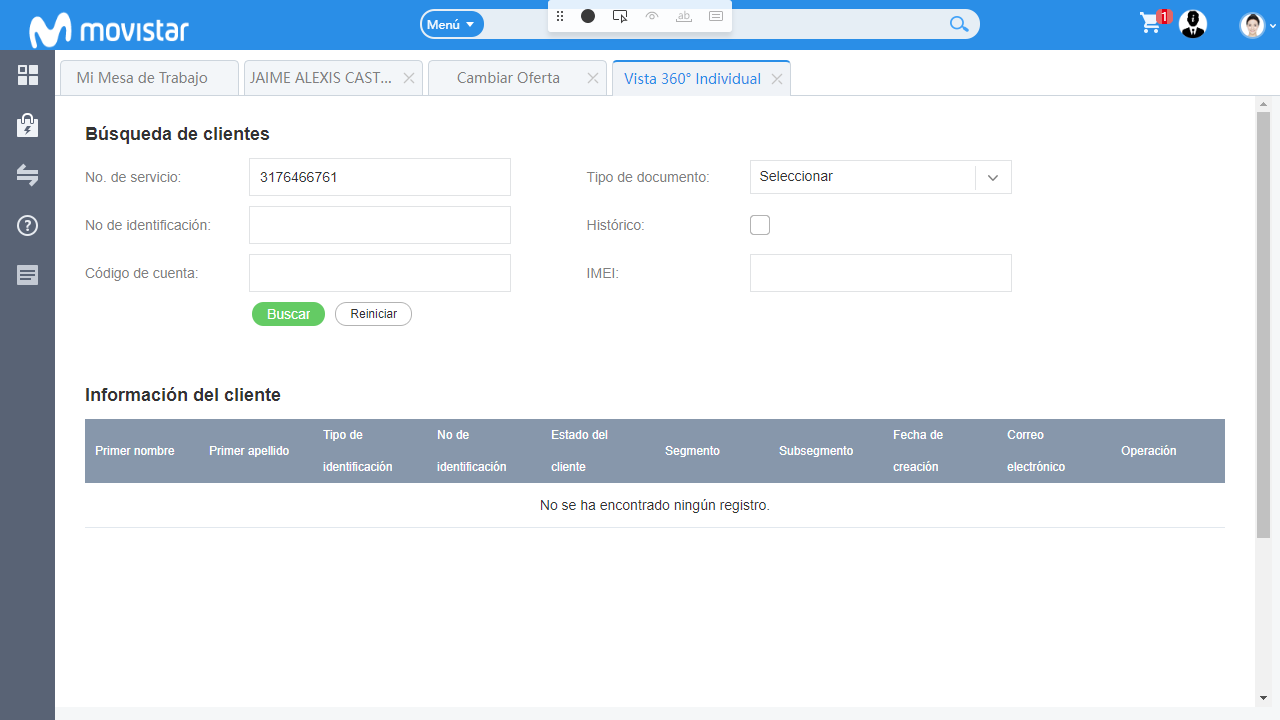 movistar
Menú
ab
1
Mi Mesa de Trabajo
JAIME ALEXIS CAST...
Cambiar Oferta
Vista 360° Individual
Búsqueda de clientes
No. de servicio:
3176466761
Tipo de documento:
Seleccionar
No de identificación:
Histórico:
Código de cuenta:
IMEI:
Buscar
Reiniciar
Información del cliente
Primer nombre
Primer apellido
Tipo de
identificación
No de
identificación
Estado del
cliente
Segmento
Subsegmento
Fecha de
creación
Correo
electrónico
Operación
No se ha encontrado ningún registro.